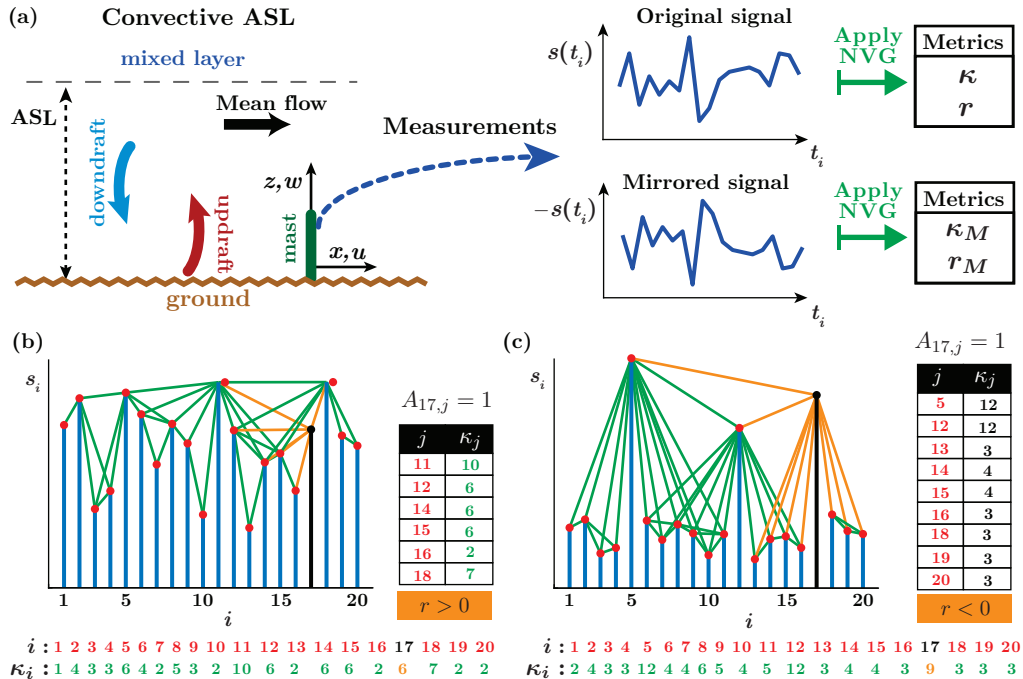 (a) Convective ASL
mixed layer
ASL
Mean flow
downdraft
updraft
z, w
mast
x, u
ground
Measurements
Original signal
s(t_i)
t_i
Apply
NVG
Metrics
κ
r
Mirrored signal
−s(t_i)
t_i
Apply
NVG
Metrics
κ_M
r_M
(b)
s_i
1 5 10 15 20
i
A_{17,j} = 1
j κ_j
11 10
12 6
14 6
15 6
16 2
18 7
r > 0
i : 1 2 3 4 5 6 7 8 9 10 11 12 13 14 15 16 17 18 19 20
κ_i : 1 4 3 3 6 4 2 5 3 2 10 6 2 6 6 2 6 7 2 2
(c)
s_i
1 5 10 15 20
i
A_{17,j} = 1
j κ_j
5 12
12 12
13 3
14 4
15 4
16 3
18 3
19 3
20 3
r < 0
i : 1 2 3 4 5 6 7 8 9 10 11 12 13 14 15 16 17 18 19 20
κ_i : 2 4 3 3 12 4 4 6 5 4 5 12 3 4 4 3 9 3 3 3